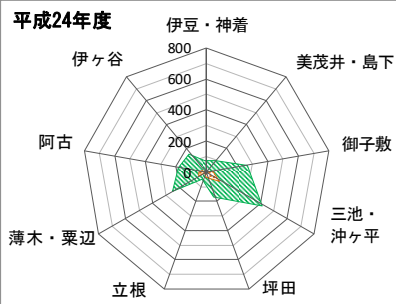 平成24年度
伊豆・神着
800
600
400
200
0
美茂井・島下
御子敷
三池・
沖ヶ平
坪田
立根
薄木・粟辺
阿古
伊ヶ谷